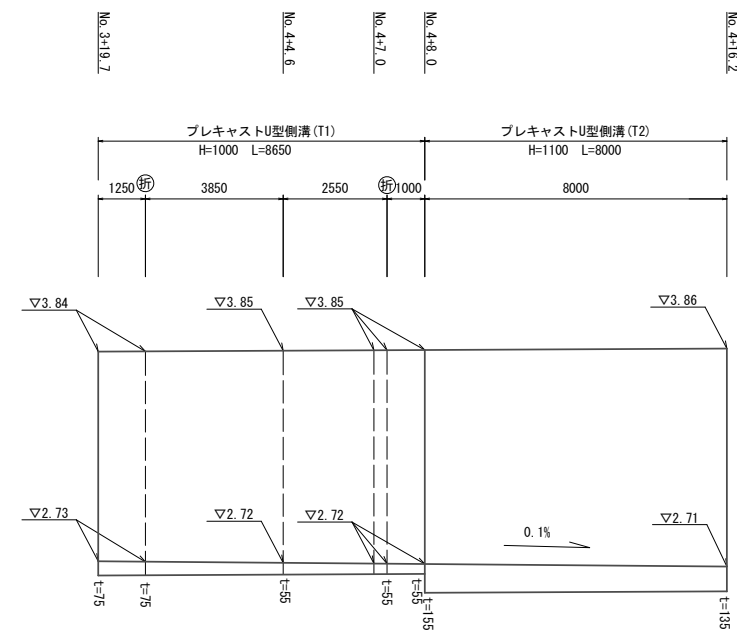 No.3+19.7
No.4+4.6
No.4+7.0
No.4+8.0
No.4+16.2
プレキャストU型側溝(T1)
H=1000 L=8650
プレキャストU型側溝(T2)
H=1100 L=8000
1250
折
3850
2550
折
1000
8000
▽3.84
▽3.85
▽3.85
▽3.86
▽2.73
▽2.72
▽2.72
0.1%
▽2.71
t=75
t=75
t=55
t=55
t=55
t=155
t=135